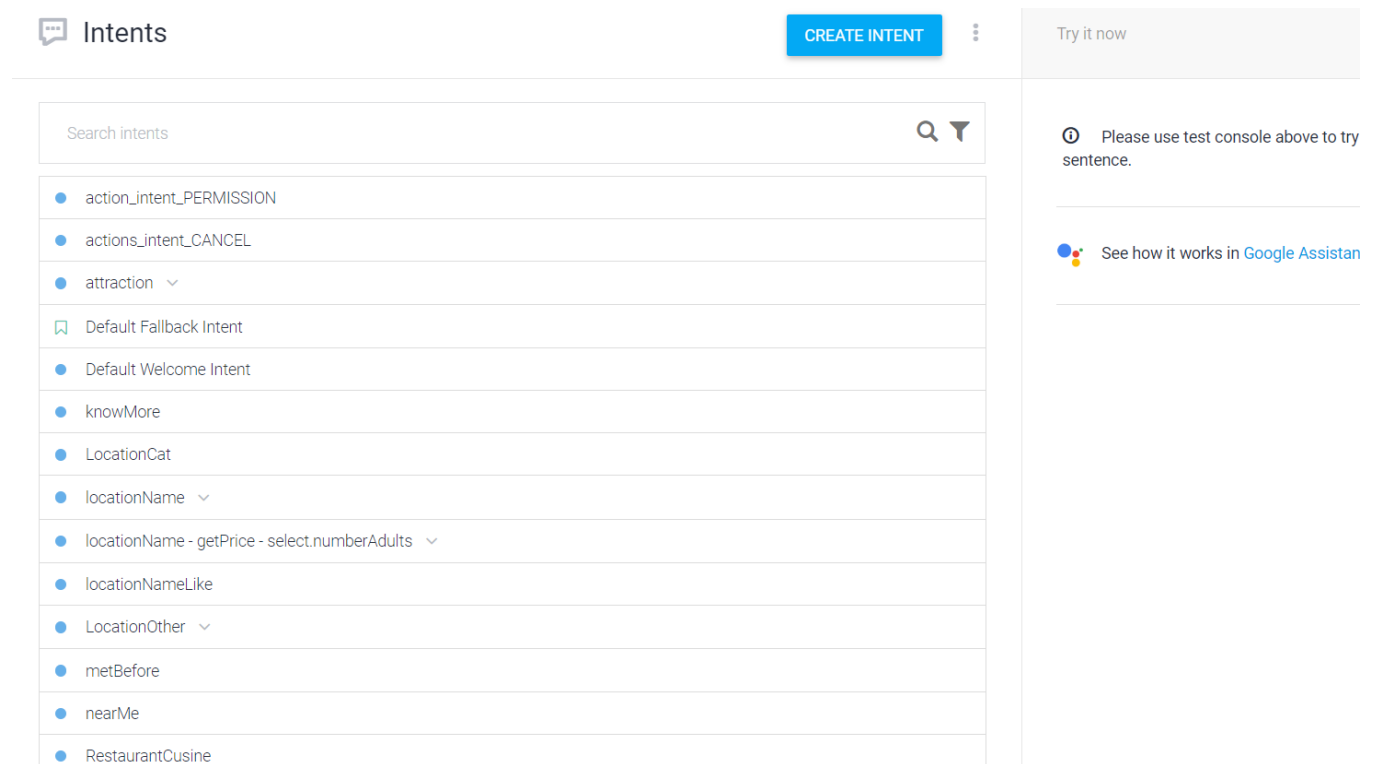 Intents
CREATE INTENT
Try it now
Search intents
Please use test console above to try
sentence.
See how it works in Google Assistan
action_intent_PERMISSION
actions_intent_CANCEL
attraction
Default Fallback Intent
Default Welcome Intent
knowMore
LocationCat
locationName
locationName - getPrice - select.numberAdults
locationNameLike
LocationOther
metBefore
nearMe
RestaurantCusine